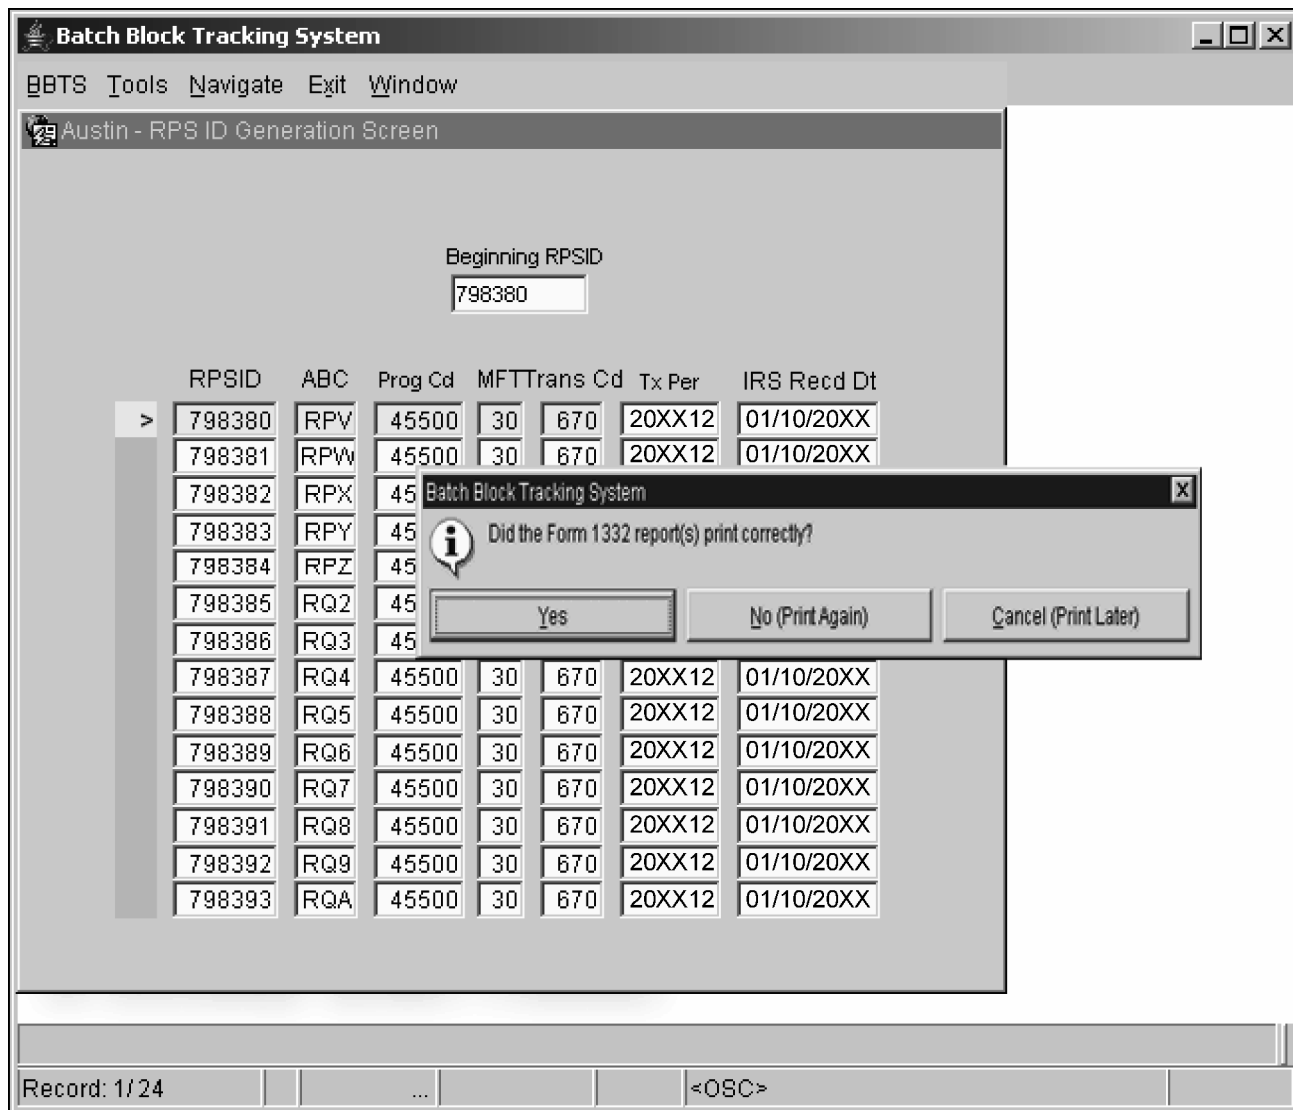 Batch Block Tracking System
BBTS Tools Navigate Exit Window
Austin - RPS ID Generation Screen
Beginning RPSID
798380
RPSID ABC Prog Cd MFT Trans Cd Tx Per IRS Recd Dt
> 798380 RPV 45500 30 670 20XX12 01/10/20XX
798381 RPW 45500 30 670 20XX12 01/10/20XX
798382 RPX 45
798383 RPY 45
798384 RPZ 45
798385 RQ2 45
798386 RQ3 45
Batch Block Tracking System
Did the Form 1332 report(s) print correctly?
Yes No (Print Again) Cancel (Print Later)
798387 RQ4 45500 30 670 20XX12 01/10/20XX
798388 RQ5 45500 30 670 20XX12 01/10/20XX
798389 RQ6 45500 30 670 20XX12 01/10/20XX
798390 RQ7 45500 30 670 20XX12 01/10/20XX
798391 RQ8 45500 30 670 20XX12 01/10/20XX
798392 RQ9 45500 30 670 20XX12 01/10/20XX
798393 RQA 45500 30 670 20XX12 01/10/20XX
Record: 1/24 ... <OSC>